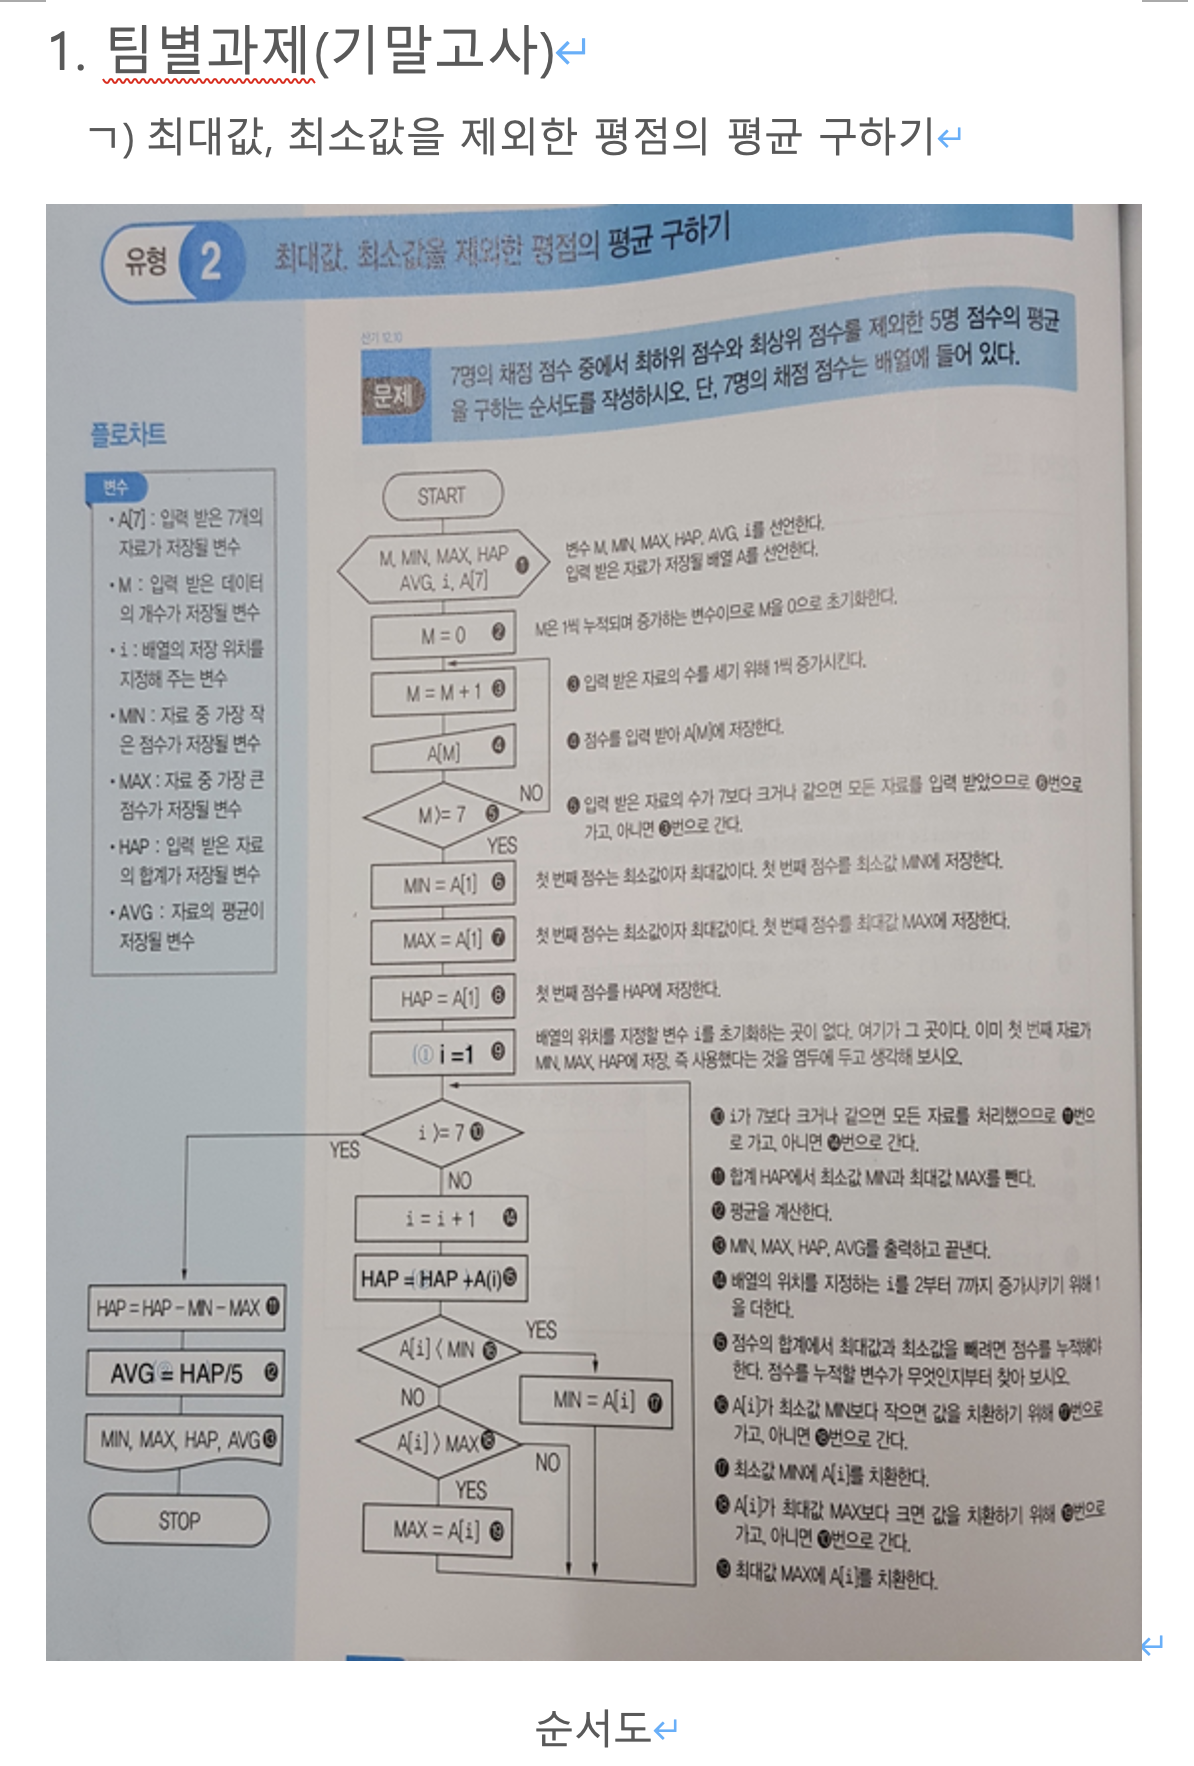 1. 팀별과제(기말고사)
ㄱ) 최대값, 최소값을 제외한 평점의 평균 구하기
유형 2 최대값, 최소값을 제외한 평점의 평균 구하기
산기 12.10
문제
7명의 채점 점수 중에서 최하위 점수와 최상위 점수를 제외한 5명 점수의 평균
을 구하는 순서도를 작성하시오. 단, 7명의 채점 점수는 배열에 들어 있다.
플로차트
변수
• A[7] : 입력 받은 7개의
자료가 저장될 변수
• M : 입력 받은 데이터
의 개수가 저장될 변수
• i : 배열의 저장 위치를
지정해 주는 변수
• MIN : 자료 중 가장 작
은 점수가 저장될 변수
• MAX : 자료 중 가장 큰
점수가 저장될 변수
• HAP : 입력 받은 자료
의 합계가 저장될 변수
• AVG : 자료의 평균이
저장될 변수
START
M, MIN, MAX, HAP
AVG, i, A[7] ❶
변수 M, MIN, MAX, HAP, AVG, i를 선언한다.
입력 받은 자료가 저장될 배열 A를 선언한다.
M = 0 ❷
M은 1씩 누적되며 증가하는 변수이므로 M을 0으로 초기화한다.
M = M + 1 ❸
❸ 입력 받은 자료의 수를 세기 위해 1씩 증가시킨다.
A[M] ❹
❹ 점수를 입력 받아 A[M]에 저장한다.
M >= 7 ❺
NO
YES
❺ 입력 받은 자료의 수가 7보다 크거나 같으면 모든 자료를 입력 받았으므로 ❻번으로
가고, 아니면 ❸번으로 간다.
MIN = A[1] ❻
첫 번째 점수는 최소값이자 최대값이다. 첫 번째 점수를 최소값 MIN에 저장한다.
MAX = A[1] ❼
첫 번째 점수는 최소값이자 최대값이다. 첫 번째 점수를 최대값 MAX에 저장한다.
HAP = A[1] ❽
첫 번째 점수를 HAP에 저장한다.
(① i =1 ❾
배열의 위치를 지정할 변수 i를 초기화하는 곳이 없다. 여기가 그 곳이다. 이미 첫 번째 자료가
MIN, MAX, HAP에 저장, 즉 사용했다는 것을 염두에 두고 생각해 보시오.
i >= 7 ❿
YES
NO
i = i + 1 ⓮
HAP = HAP +A(i) ⓯
A[i] < MIN ⓰
YES
NO
MIN = A[i] ⓱
A[i] > MAX ⓲
NO
YES
MAX = A[i] ⓳
HAP = HAP - MIN - MAX ⓫
AVG = HAP/5 ⓬
MIN, MAX, HAP, AVG ⓭
STOP
❿ i가 7보다 크거나 같으면 모든 자료를 처리했으므로 ⓫번으
로 가고, 아니면 ⓮번으로 간다.
⓫ 합계 HAP에서 최소값 MIN과 최대값 MAX를 뺀다.
⓬ 평균을 계산한다.
⓭ MIN, MAX, HAP, AVG를 출력하고 끝낸다.
⓮ 배열의 위치를 지정하는 i를 2부터 7까지 증가시키기 위해 1
을 더한다.
⓯ 점수의 합계에서 최대값과 최소값을 빼려면 점수를 누적해야
한다. 점수를 누적할 변수가 무엇인지부터 찾아 보시오.
⓰ A[i]가 최소값 MIN보다 작으면 값을 치환하기 위해 ⓱번으로
가고, 아니면 ⓲번으로 간다.
⓱ 최소값 MIN에 A[i]를 치환한다.
⓲ A[i]가 최대값 MAX보다 크면 값을 치환하기 위해 ⓳번으로
가고, 아니면 ❿번으로 간다.
⓳ 최대값 MAX에 A[i]를 치환한다.
순서도